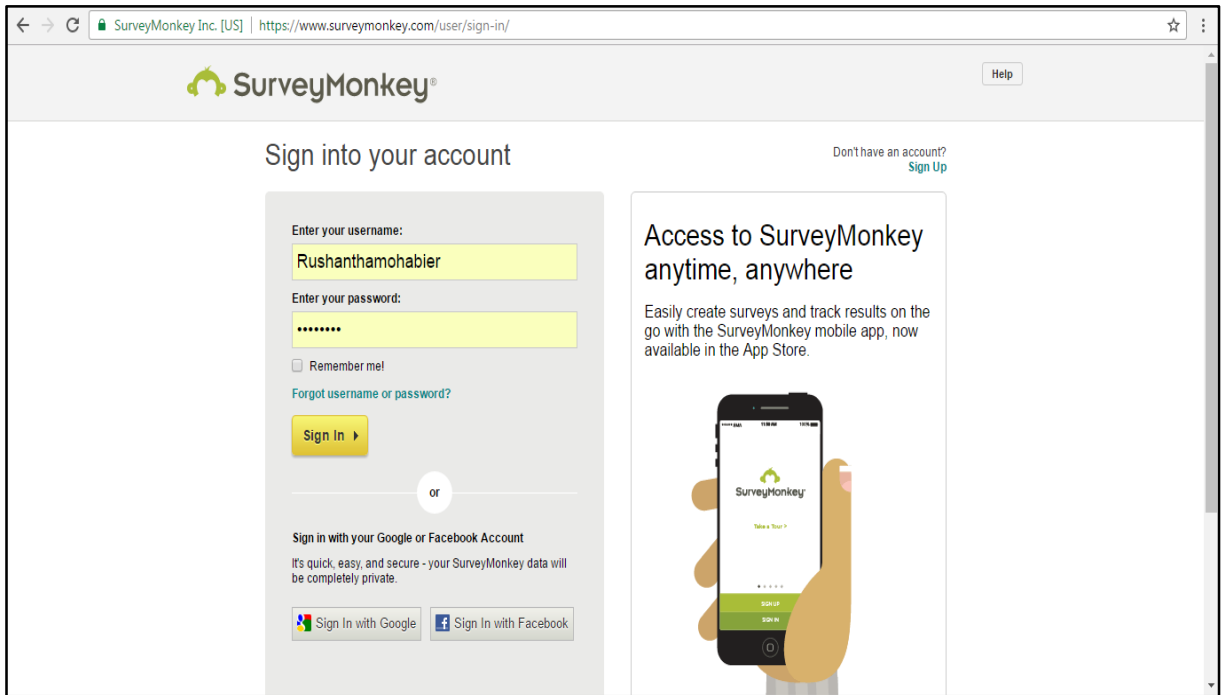 SurveyMonkey Inc. [US] | https://www.surveymonkey.com/user/sign-in/
SurveyMonkey®
Help
Sign into your account
Don't have an account?
Sign Up
Enter your username:
Rushanthamohabier
Enter your password:
••••••••
Remember me!
Forgot username or password?
Sign In
or
Sign in with your Google or Facebook Account
It's quick, easy, and secure - your SurveyMonkey data will
be completely private.
Sign In with Google
Sign In with Facebook
Access to SurveyMonkey
anytime, anywhere
Easily create surveys and track results on the
go with the SurveyMonkey mobile app, now
available in the App Store.
SurveyMonkey
Take a Tour >
SIGN UP
SIGN IN